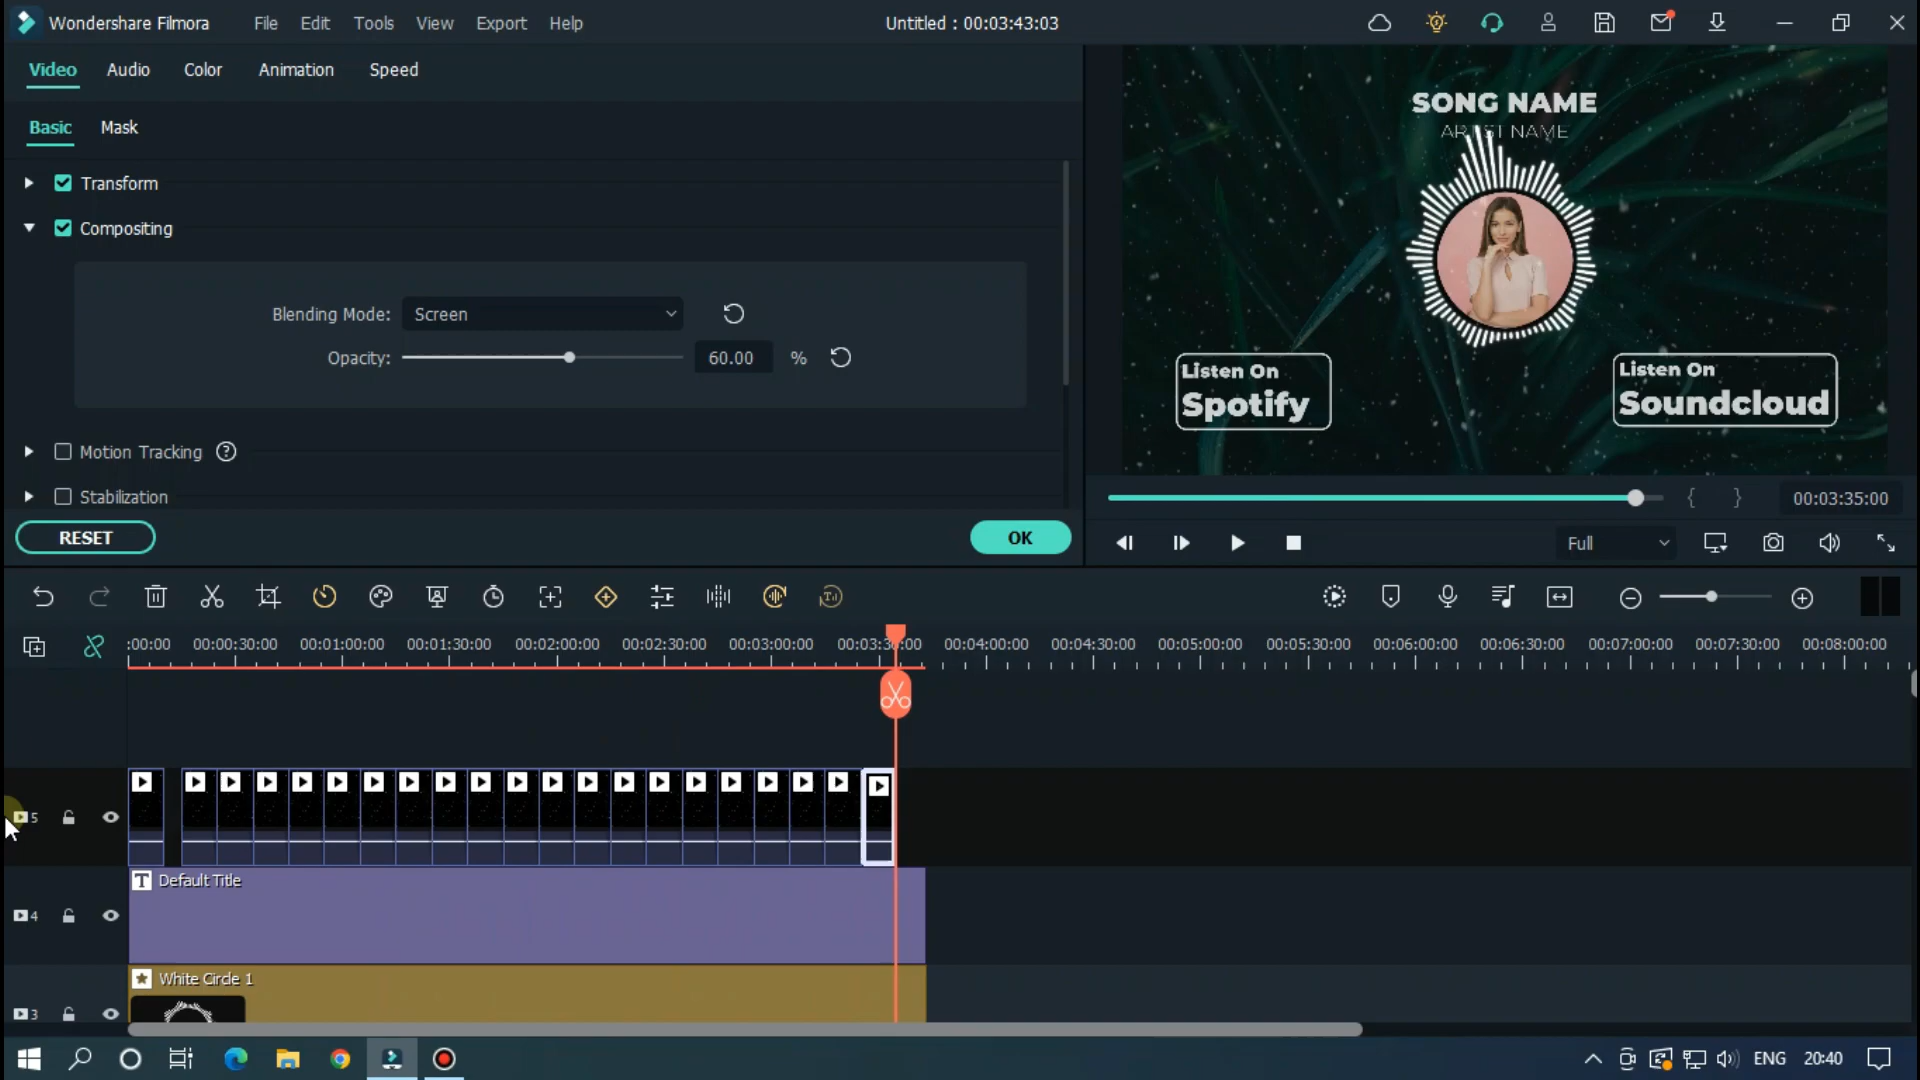 Wondershare Filmora File Edit Tools View Export Help Untitled : 00:03:43:03
Video Audio Color Animation Speed
Basic Mask
Transform
Compositing
Blending Mode: Screen
Opacity: 60.00 %
Motion Tracking ?
Stabilization
RESET OK
SONG NAME
ARTIST NAME
Listen On
Spotify
Listen On
Soundcloud
{ } 00:03:35:00
Full
:00:00 00:00:30:00 00:01:00:00 00:01:30:00 00:02:00:00 00:02:30:00 00:03:00:00 00:03:30:00 00:04:00:00 00:04:30:00 00:05:00:00 00:05:30:00 00:06:00:00 00:06:30:00 00:07:00:00 00:07:30:00 00:08:00:00
5
T Default Title
4
White Circle 1
3
ENG 20:40